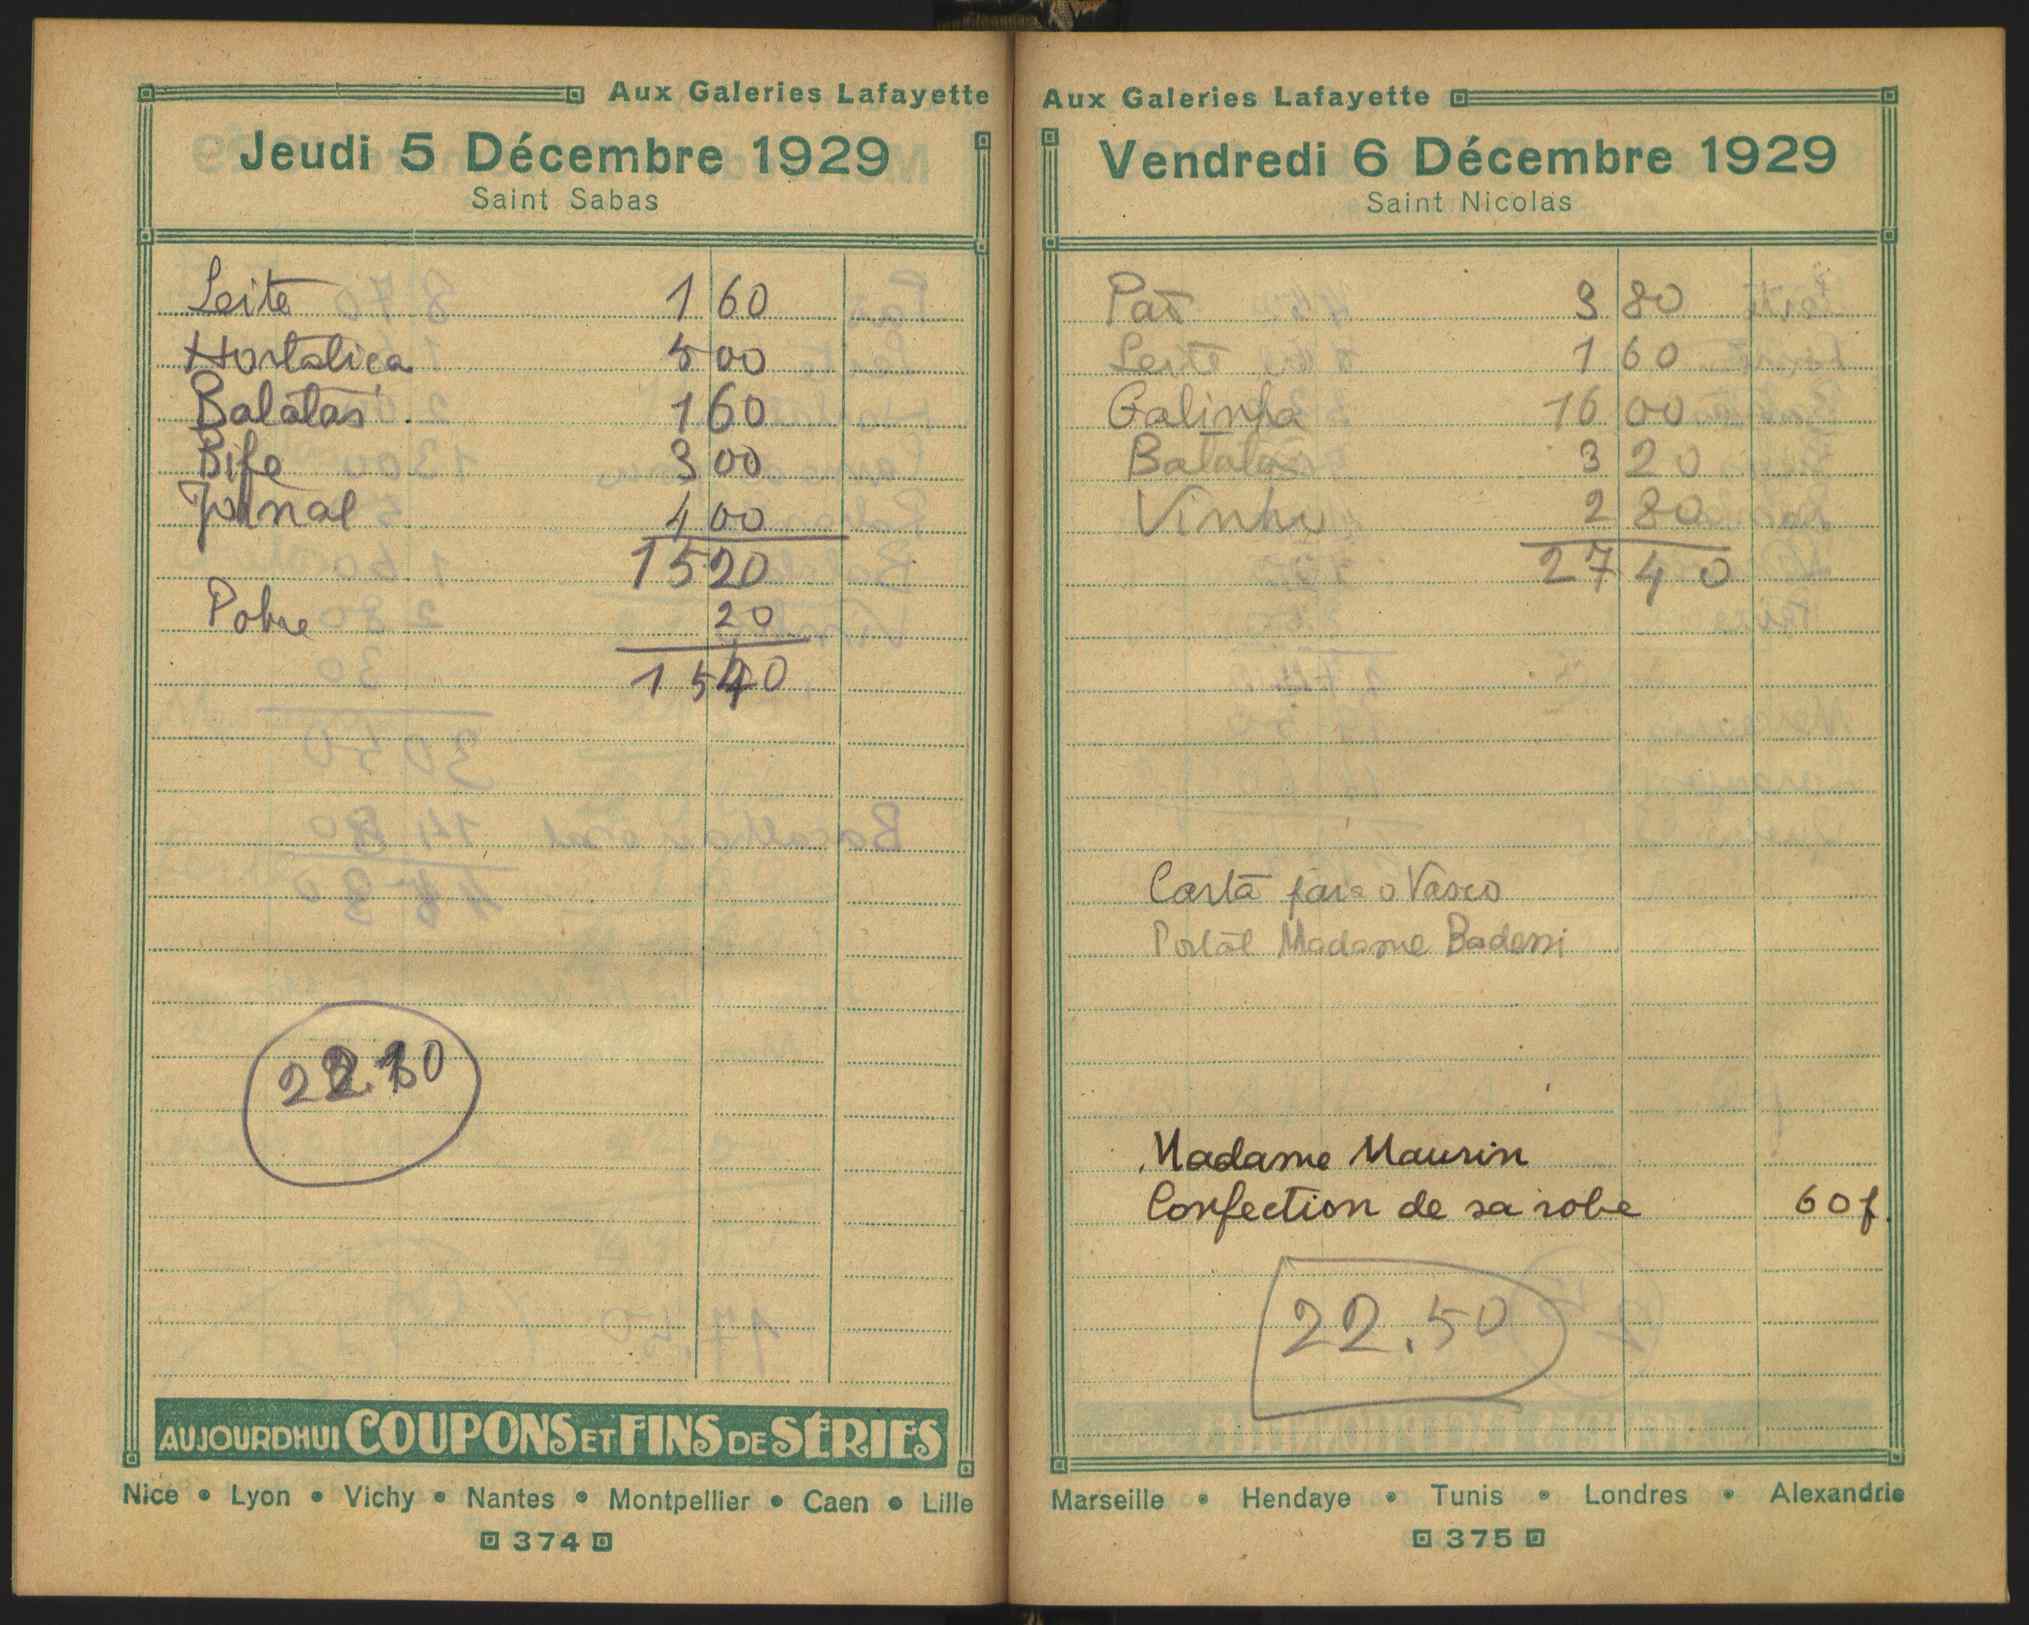 Aux Galeries Lafayette
Jeudi 5 Décembre 1929
Saint Sabas
Leite 1 60
Hortaliça 5 00
Batatas 1 60
Bife 3 00
Jornal 4 00
15 20
Pobre 20
15 40
22.10
AUJOURDHUI COUPONS ET FINS DE SÉRIES
Nice • Lyon • Vichy • Nantes • Montpellier • Caen • Lille
374
Aux Galeries Lafayette
Vendredi 6 Décembre 1929
Saint Nicolas
Pão 3 80
Leite 1 60
Galinha 16 00
Batatas 3 20
Vinho 2 80
27 40
Carta para o Vasco
Postal Madame Badessi
Madame Maurin
Confection de sa robe 60 f.
22.50
Marseille • Hendaye • Tunis • Londres • Alexandrie
375